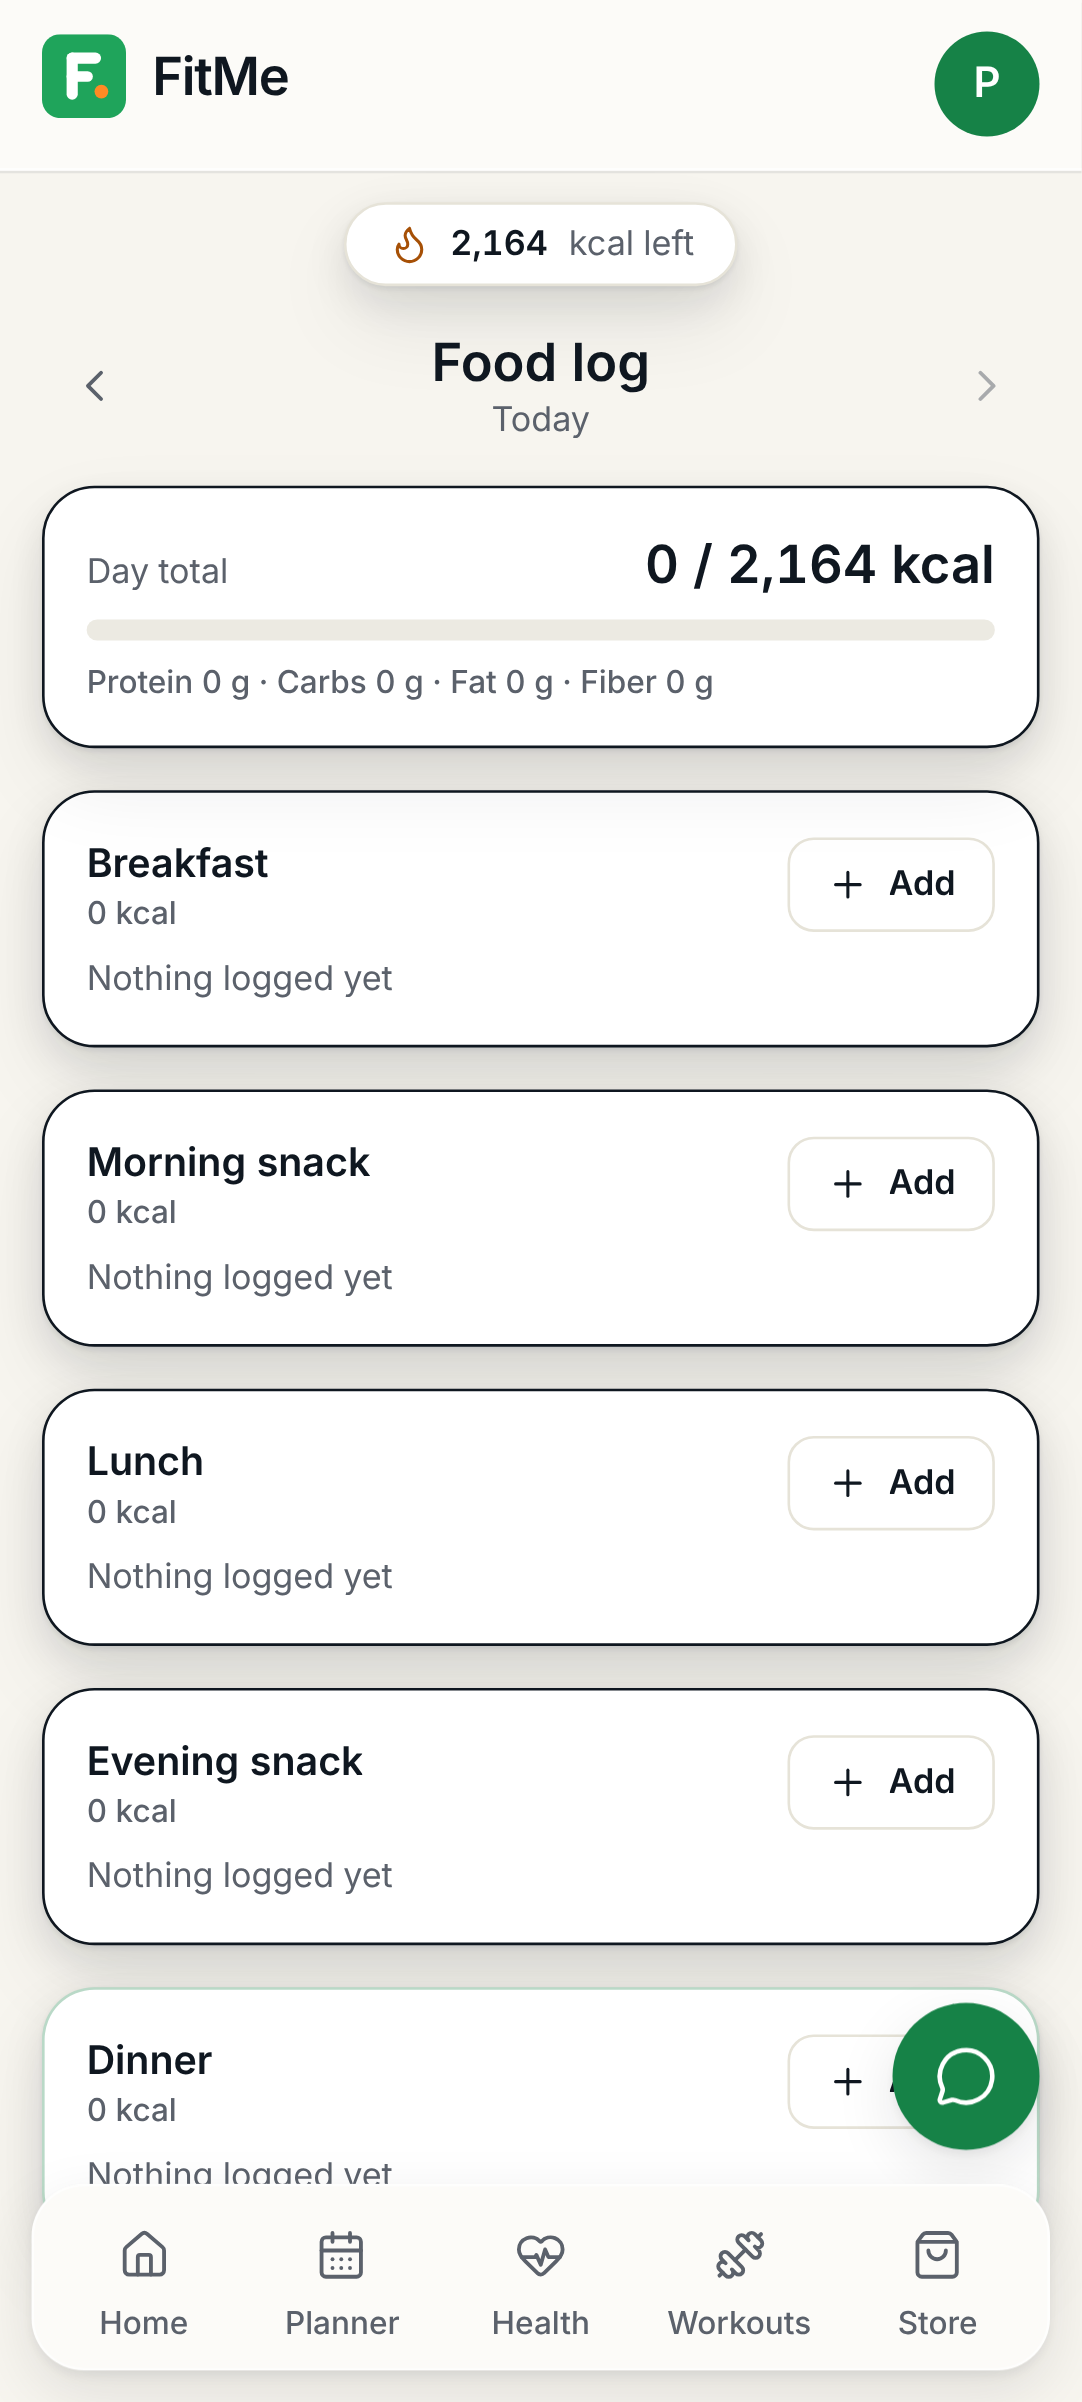 FitMe
P
2,164 kcal left
Food log
Today
Day total
0 / 2,164 kcal
Protein 0 g · Carbs 0 g · Fat 0 g · Fiber 0 g
Breakfast
Add
0 kcal
Nothing logged yet
Morning snack
Add
0 kcal
Nothing logged yet
Lunch
Add
0 kcal
Nothing logged yet
Evening snack
Add
0 kcal
Nothing logged yet
Dinner
0 kcal
Nothing logged yet
Home
Planner
Health
Workouts
Store